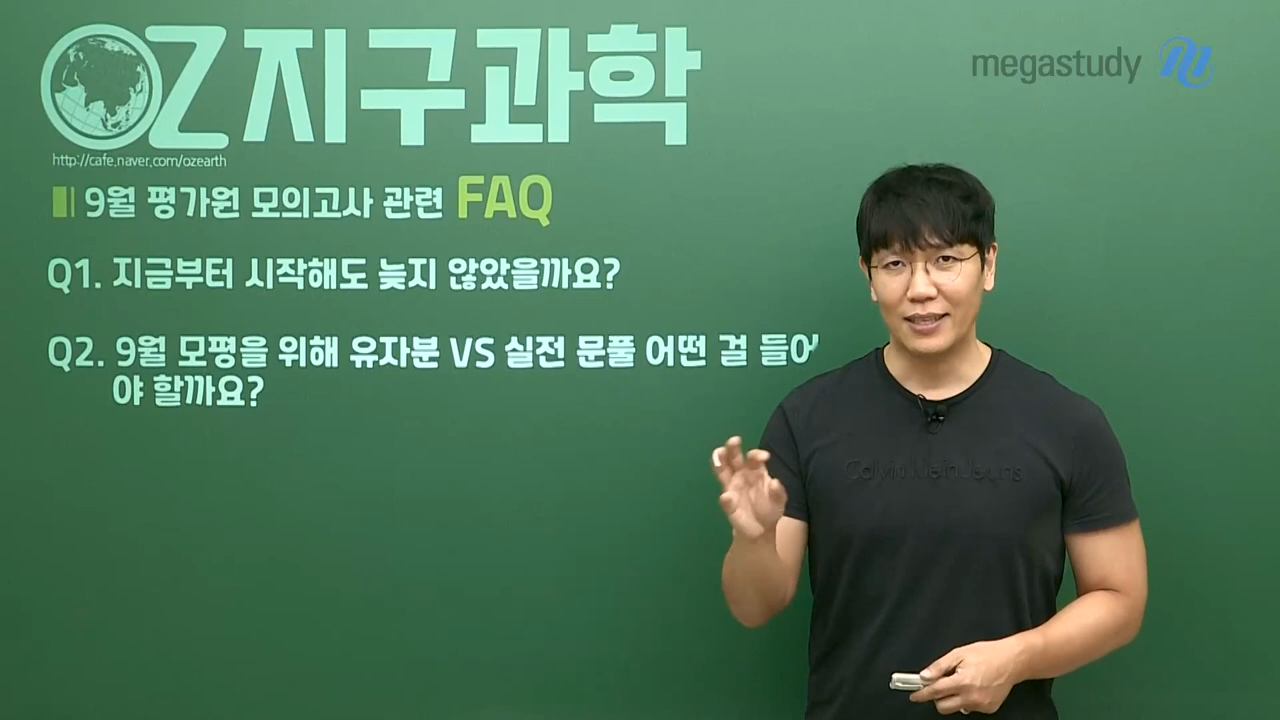 OZ지구과학
megastudy
http://cafe.naver.com/ozearth
9월 평가원 모의고사 관련 FAQ
Q1. 지금부터 시작해도 늦지 않았을까요?
Q2. 9월 모평을 위해 유자분 VS 실전 문풀 어떤 걸 들어
야 할까요?
Calvin Klein Jeans